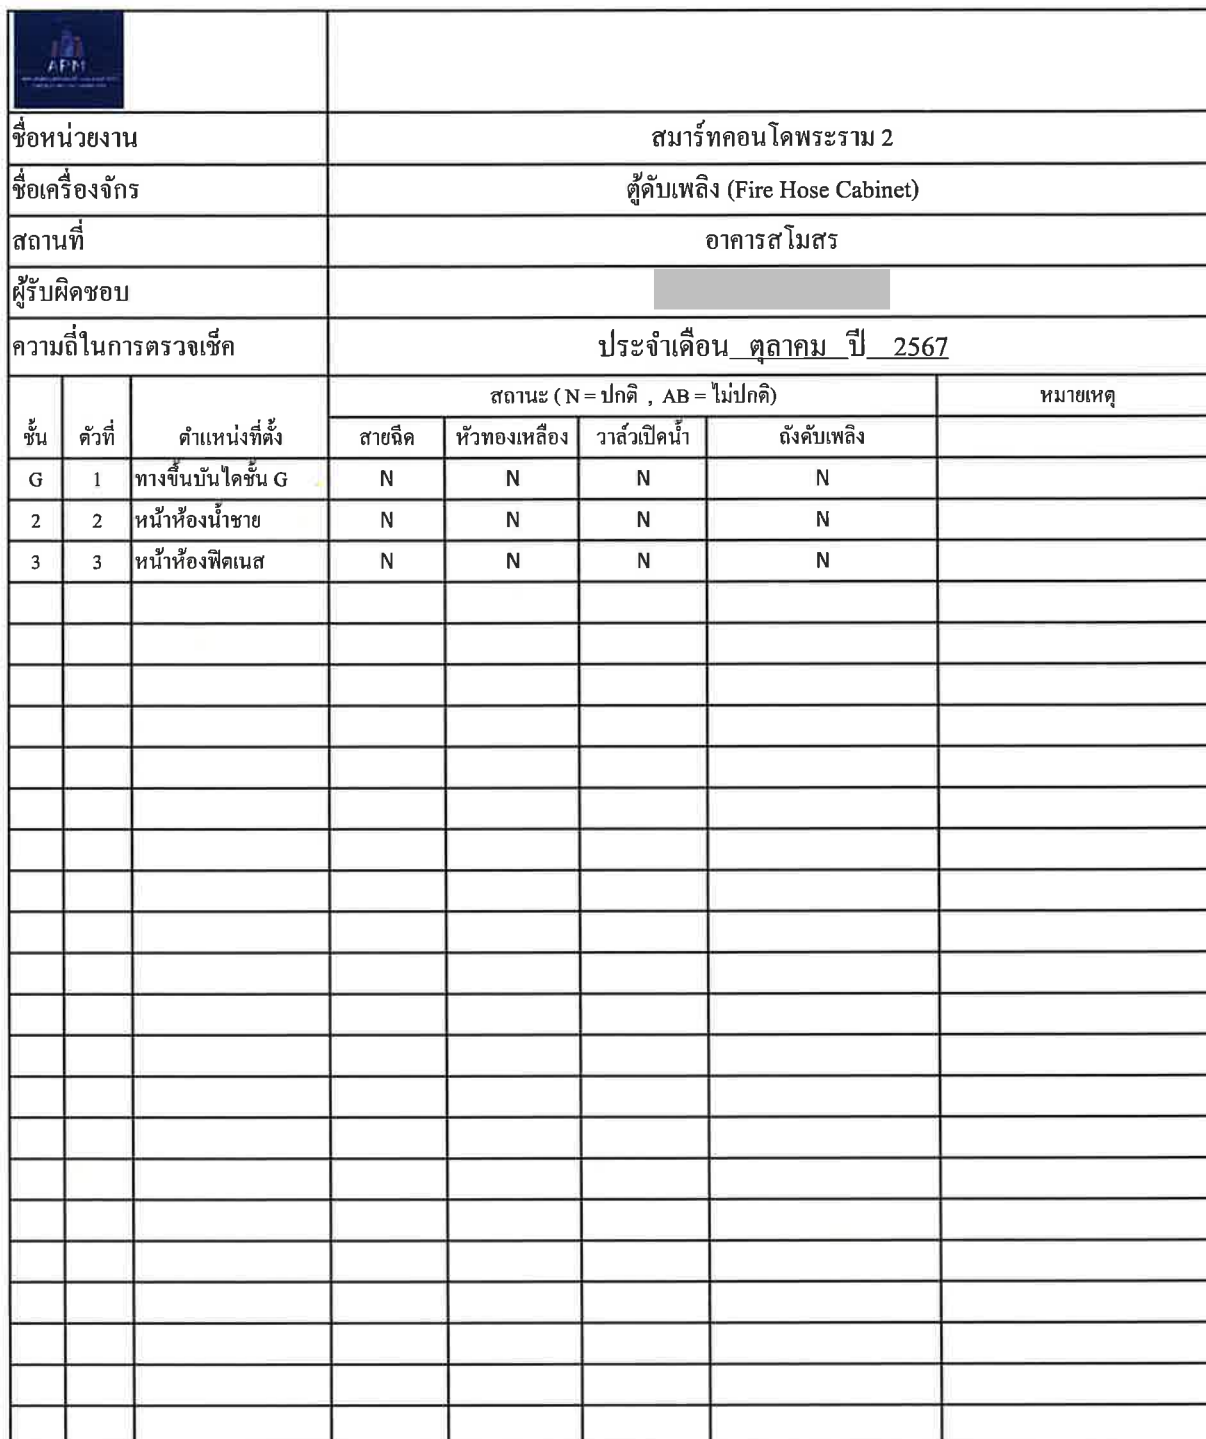 APM
ชื่อหน่วยงาน สมาร์ทคอนโดพระราม 2
ชื่อเครื่องจักร ตู้ดับเพลิง (Fire Hose Cabinet)
สถานที่ อาคารสโมสร
ผู้รับผิดชอบ
ความถี่ในการตรวจเช็ค ประจำเดือน ตุลาคม ปี 2567
ชั้น ตัวที่ ตำแหน่งที่ตั้ง สถานะ ( N = ปกติ , AB = ไม่ปกติ) หมายเหตุ
สายฉีด หัวทองเหลือง วาล์วเปิดน้ำ ถังดับเพลิง
G 1 ทางขึ้นบันไดชั้น G N N N N
2 2 หน้าห้องน้ำชาย N N N N
3 3 หน้าห้องฟิตเนส N N N N